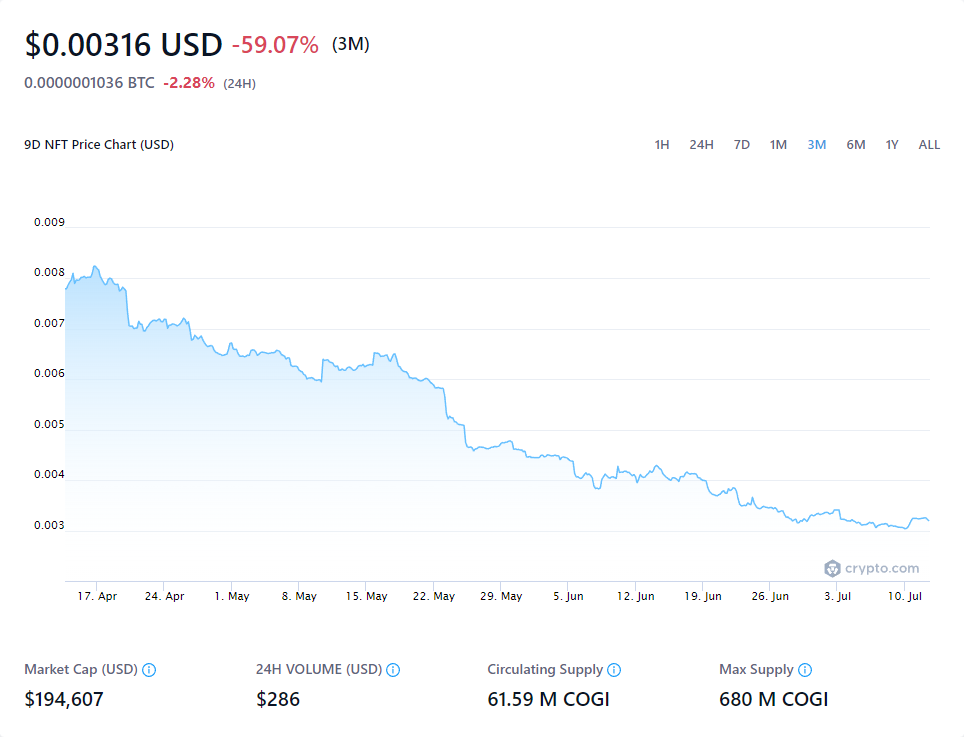 $0.00316 USD -59.07% (3M)
0.0000001036 BTC -2.28% (24H)
9D NFT Price Chart (USD) 1H 24H 7D 1M 3M 6M 1Y ALL
0.009
0.008
0.007
0.006
0.005
0.004
0.003
crypto.com
17. Apr 24. Apr 1. May 8. May 15. May 22. May 29. May 5. Jun 12. Jun 19. Jun 26. Jun 3. Jul 10. Jul
Market Cap (USD) 24H VOLUME (USD) Circulating Supply Max Supply
$194,607 $286 61.59 M COGI 680 M COGI